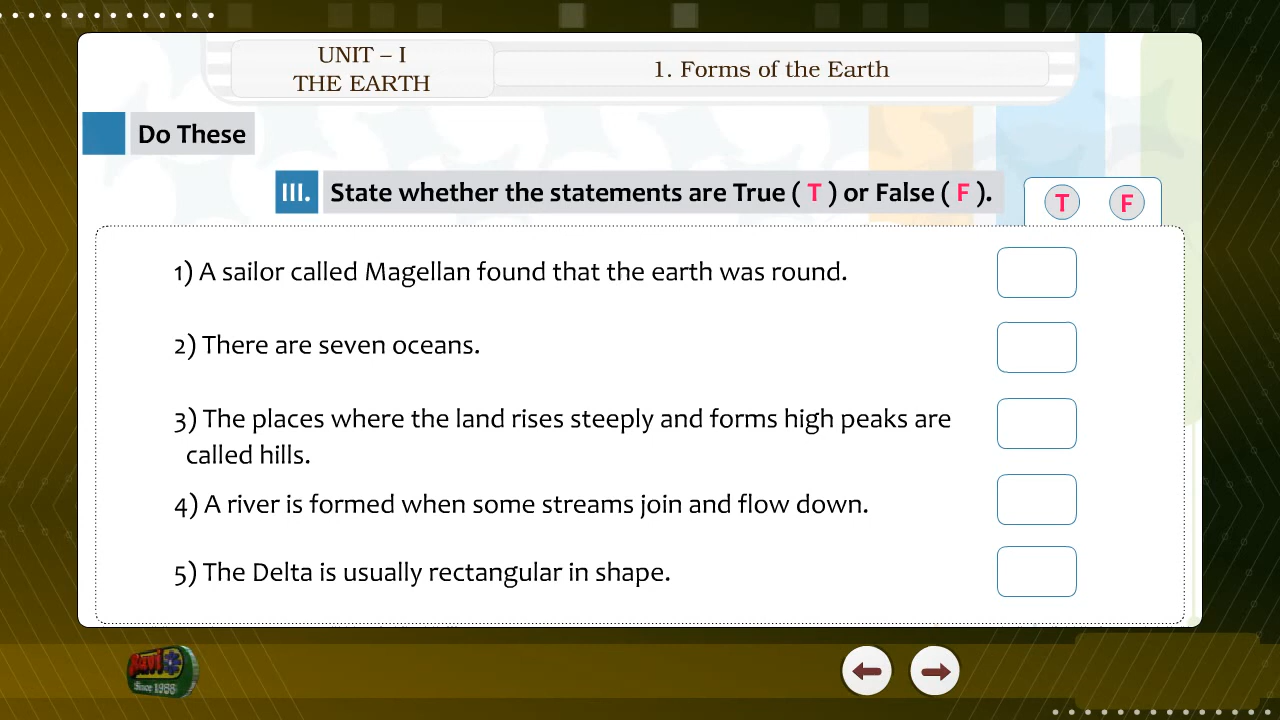 UNIT – I
THE EARTH
1. Forms of the Earth
Do These
III. State whether the statements are True ( T ) or False ( F ).
T F
1) A sailor called Magellan found that the earth was round.
2) There are seven oceans.
3) The places where the land rises steeply and forms high peaks are
called hills.
4) A river is formed when some streams join and flow down.
5) The Delta is usually rectangular in shape.
Since 1966